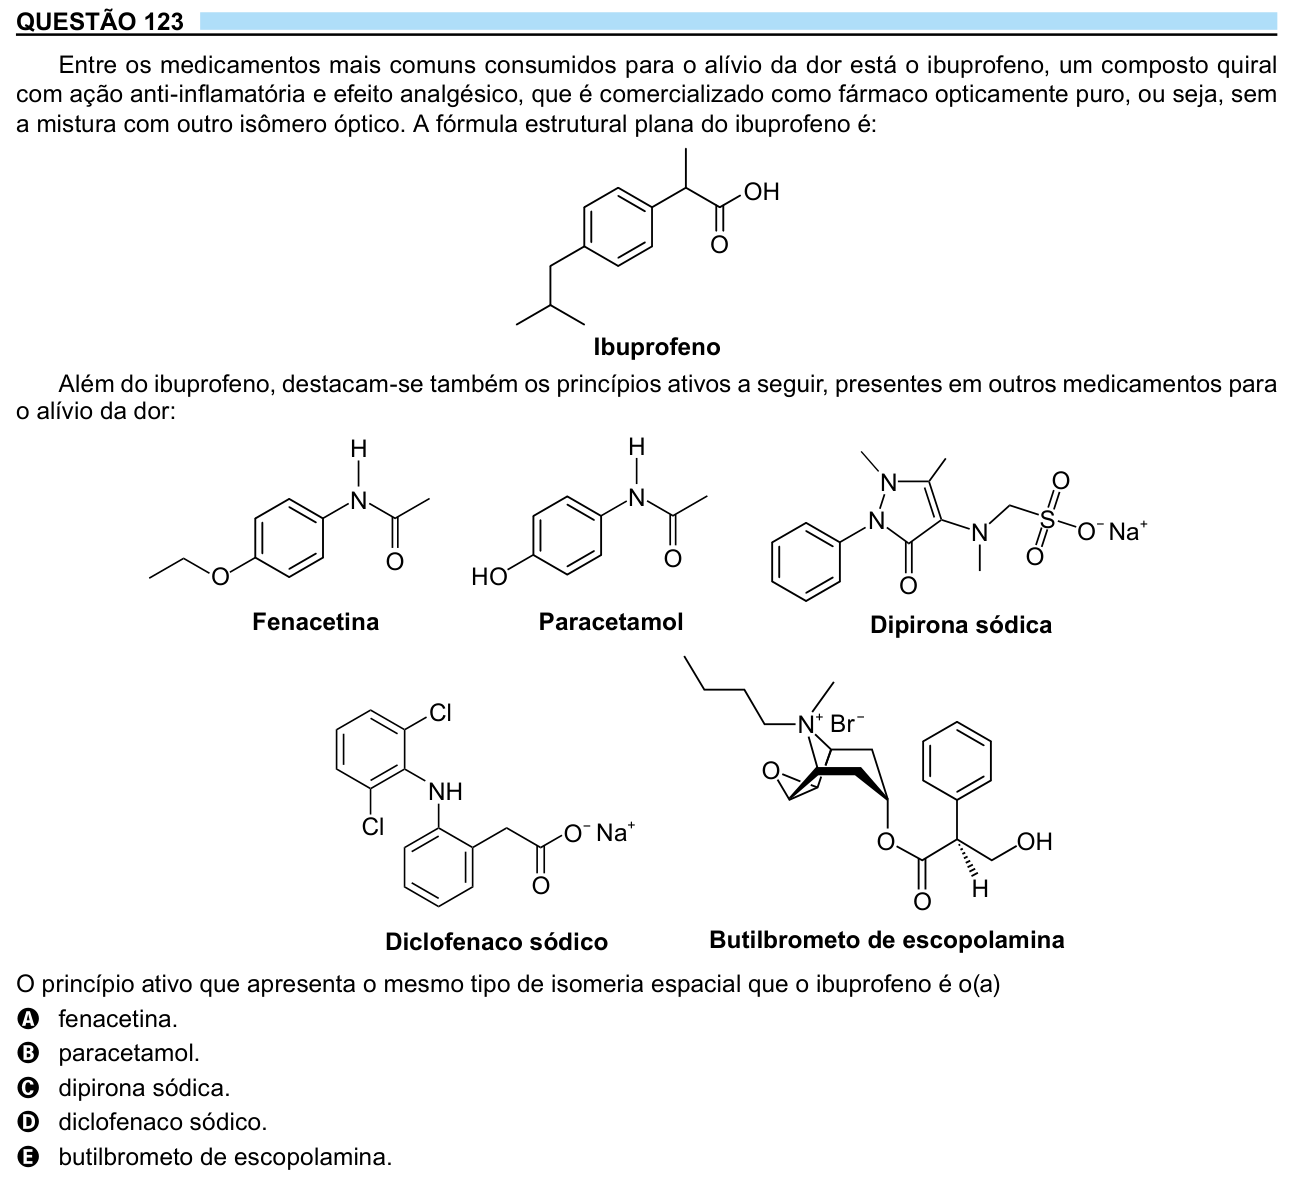 QUESTÃO 123
Entre os medicamentos mais comuns consumidos para o alívio da dor está o ibuprofeno, um composto quiral
com ação anti-inflamatória e efeito analgésico, que é comercializado como fármaco opticamente puro, ou seja, sem
a mistura com outro isômero óptico. A fórmula estrutural plana do ibuprofeno é:
OH
O
Ibuprofeno
Além do ibuprofeno, destacam-se também os princípios ativos a seguir, presentes em outros medicamentos para
o alívio da dor:
H
N
O
O
Fenacetina
H
N
O
HO
Paracetamol
N
N
O
N
O
S
O
O⁻ Na⁺
Dipirona sódica
Cl
Cl
NH
O⁻ Na⁺
O
Diclofenaco sódico
N⁺ Br⁻
O
O
O
H
OH
Butilbrometo de escopolamina
O princípio ativo que apresenta o mesmo tipo de isomeria espacial que o ibuprofeno é o(a)
A fenacetina.
B paracetamol.
C dipirona sódica.
D diclofenaco sódico.
E butilbrometo de escopolamina.